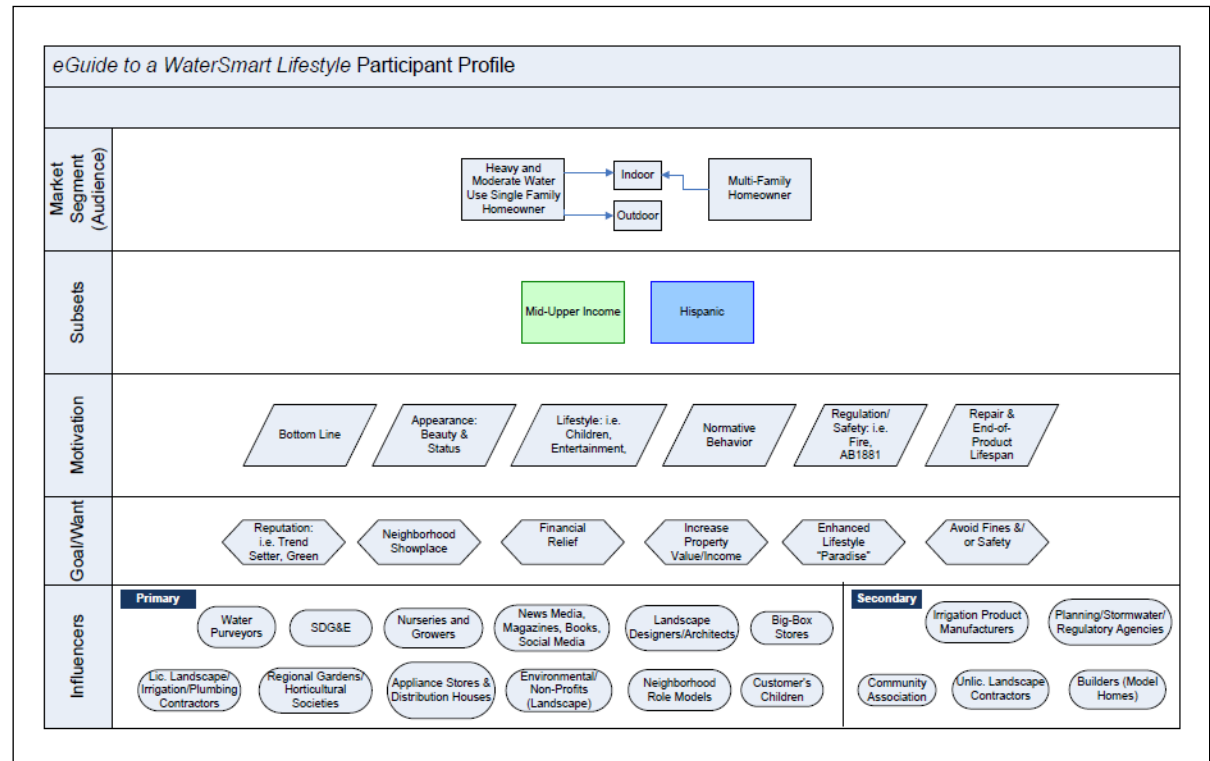 eGuide to a WaterSmart Lifestyle Participant Profile
Market
Segment
(Audience)
Heavy and
Moderate Water
Use Single Family
Homeowner
Indoor
Outdoor
Multi-Family
Homeowner
Subsets
Mid-Upper Income
Hispanic
Motivation
Bottom Line
Appearance:
Beauty &
Status
Lifestyle: i.e.
Children,
Entertainment,
Normative
Behavior
Regulation/
Safety: i.e.
Fire,
AB1881
Repair &
End-of-
Product
Lifespan
Goal/Want
Reputation:
i.e. Trend
Setter, Green
Neighborhood
Showplace
Financial
Relief
Increase
Property
Value/Income
Enhanced
Lifestyle
"Paradise"
Avoid Fines &/
or Safety
Influencers
Primary
Water
Purveyors
SDG&E
Nurseries and
Growers
News Media,
Magazines, Books,
Social Media
Landscape
Designers/Architects
Big-Box
Stores
Lic. Landscape/
Irrigation/Plumbing
Contractors
Regional Gardens/
Horticultural
Societies
Appliance Stores &
Distribution Houses
Environmental/
Non-Profits
(Landscape)
Neighborhood
Role Models
Customer's
Children
Secondary
Irrigation Product
Manufacturers
Planning/Stormwater/
Regulatory Agencies
Community
Association
Unlic. Landscape
Contractors
Builders (Model
Homes)